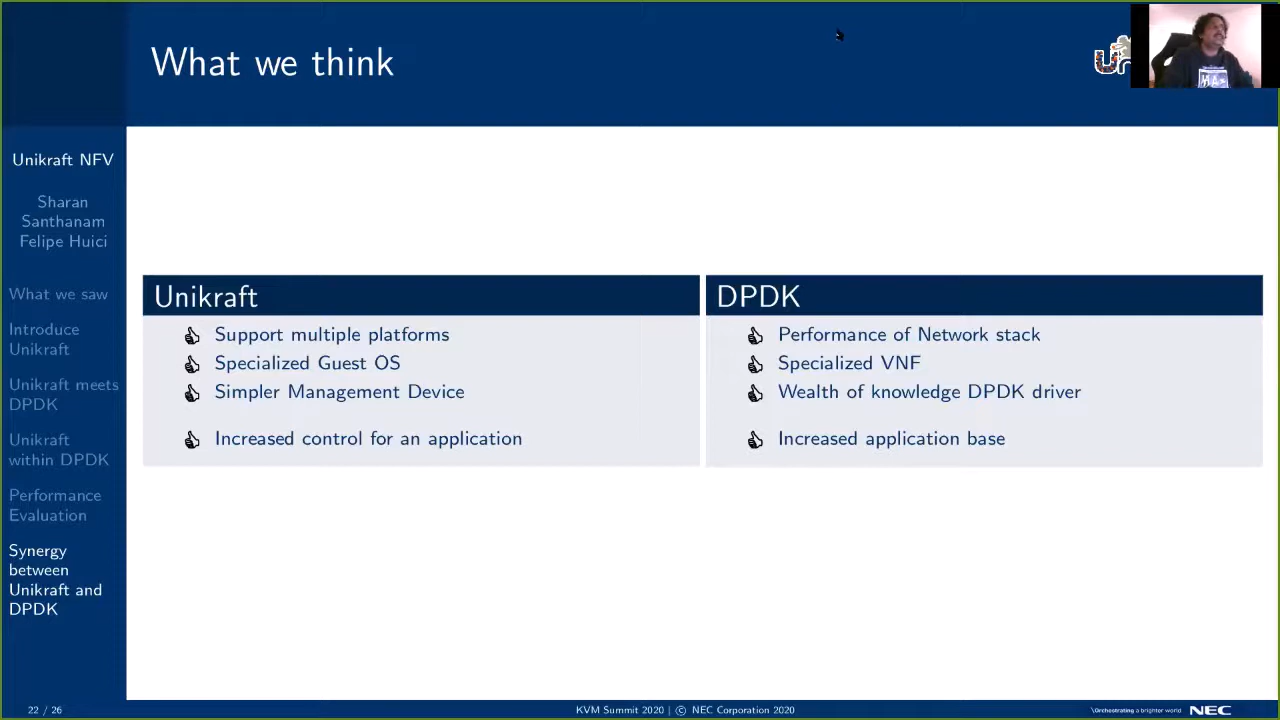 What we think
Unikraft NFV
Sharan
Santhanam
Felipe Huici
What we saw
Introduce
Unikraft
Unikraft meets
DPDK
Unikraft
within DPDK
Performance
Evaluation
Synergy
between
Unikraft and
DPDK
Unikraft
Support multiple platforms
Specialized Guest OS
Simpler Management Device
Increased control for an application
DPDK
Performance of Network stack
Specialized VNF
Wealth of knowledge DPDK driver
Increased application base
22 / 26
KVM Summit 2020 | © NEC Corporation 2020
\Orchestrating a brighter world NEC